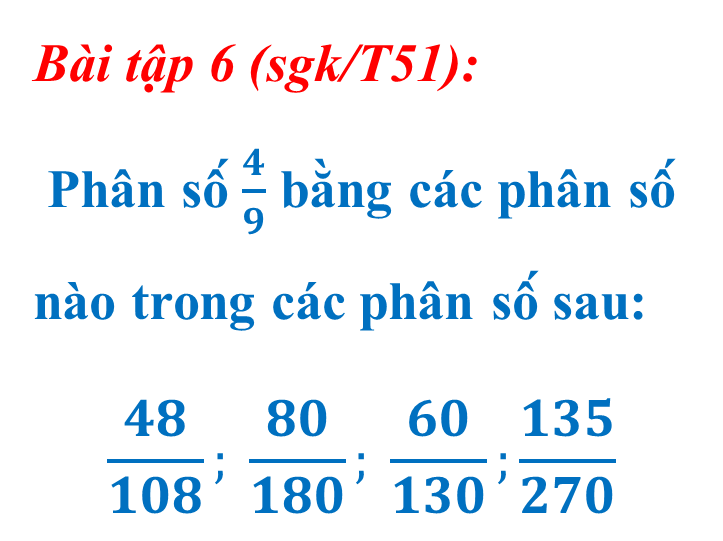 Bài tập 6 (sgk/T51):
Phân số 4/9 bằng các phân số
nào trong các phân số sau:
48/108 ; 80/180 ; 60/130 ; 135/270